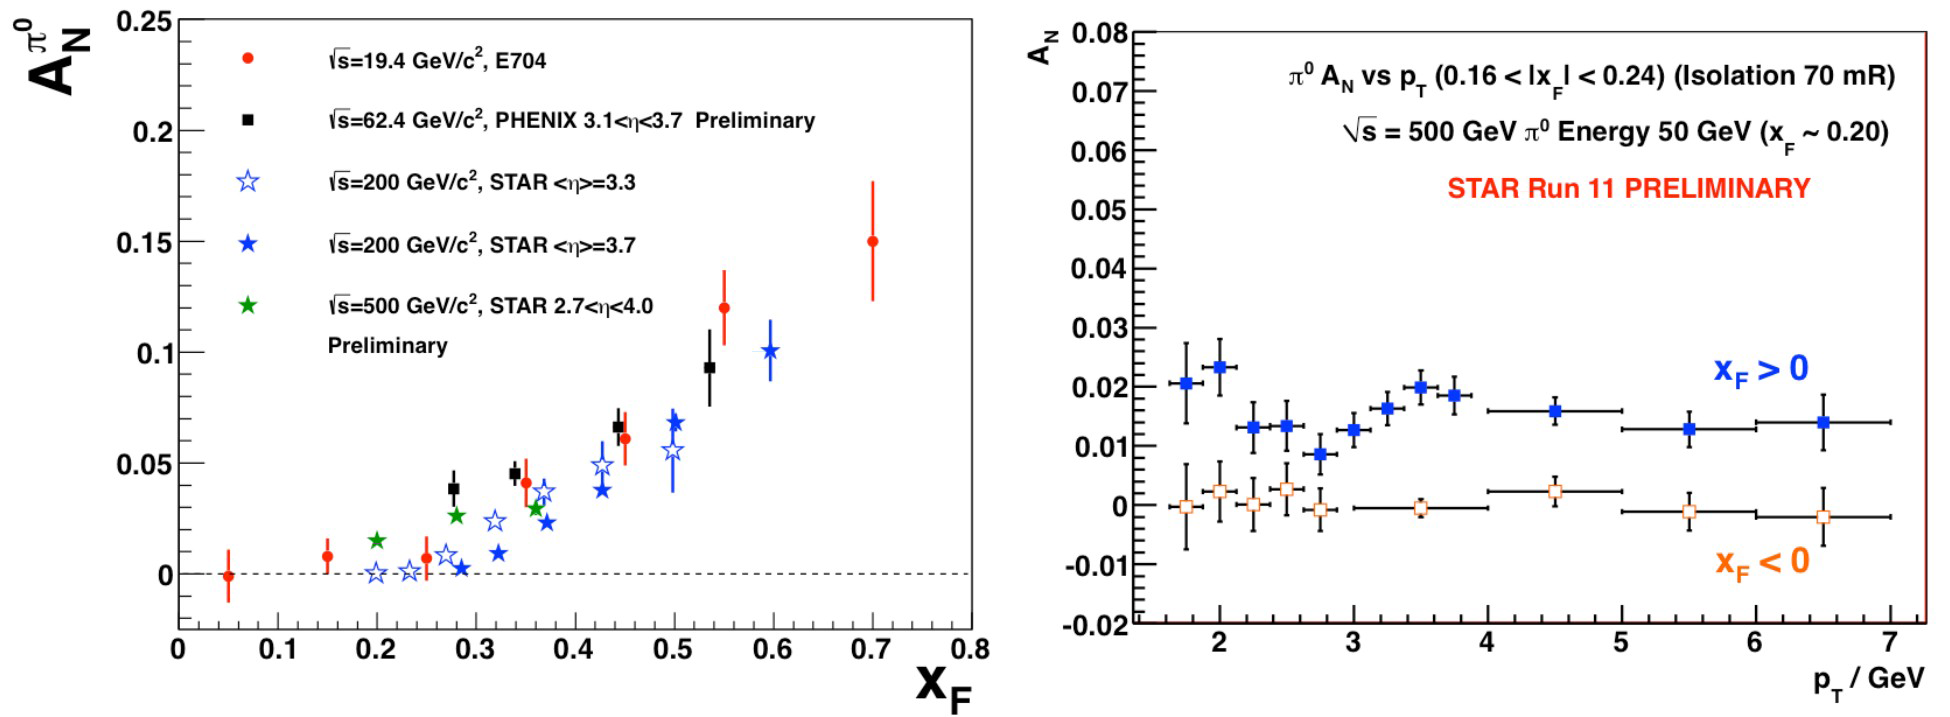 A_N^π⁰
0.25
0.2
0.15
0.1
0.05
0
√s=19.4 GeV/c², E704
√s=62.4 GeV/c², PHENIX 3.1<η<3.7 Preliminary
√s=200 GeV/c², STAR <η>=3.3
√s=200 GeV/c², STAR <η>=3.7
√s=500 GeV/c², STAR 2.7<η<4.0
Preliminary
0 0.1 0.2 0.3 0.4 0.5 0.6 0.7 0.8
x_F
A_N
0.08
0.07
0.06
0.05
0.04
0.03
0.02
0.01
0
-0.01
-0.02
π⁰ A_N vs p_T (0.16 < |x_F| < 0.24) (Isolation 70 mR)
√s = 500 GeV π⁰ Energy 50 GeV (x_F ~ 0.20)
STAR Run 11 PRELIMINARY
x_F > 0
x_F < 0
2 3 4 5 6 7
p_T / GeV